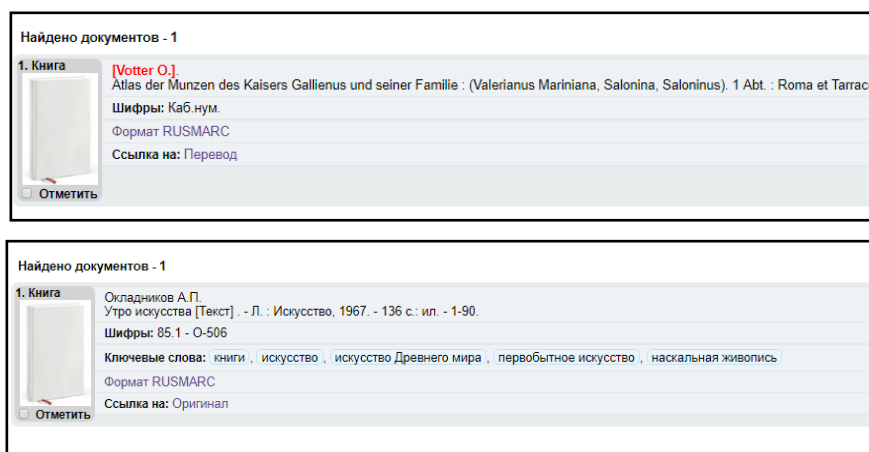 Найдено документов - 1
1. Книга
[Votter O.].
Atlas der Munzen des Kaisers Gallienus und seiner Familie : (Valerianus Mariniana, Salonina, Saloninus). 1 Abt. : Roma et Tarrac
Шифры: Каб.нум.
Формат RUSMARC
Ссылка на: Перевод
Отметить
Найдено документов - 1
1. Книга
Окладников А.П.
Утро искусства [Текст] . - Л. : Искусство, 1967. - 136 с.: ил. - 1-90.
Шифры: 85.1 - О-506
Ключевые слова: книги , искусство , искусство Древнего мира , первобытное искусство , наскальная живопись
Формат RUSMARC
Ссылка на: Оригинал
Отметить